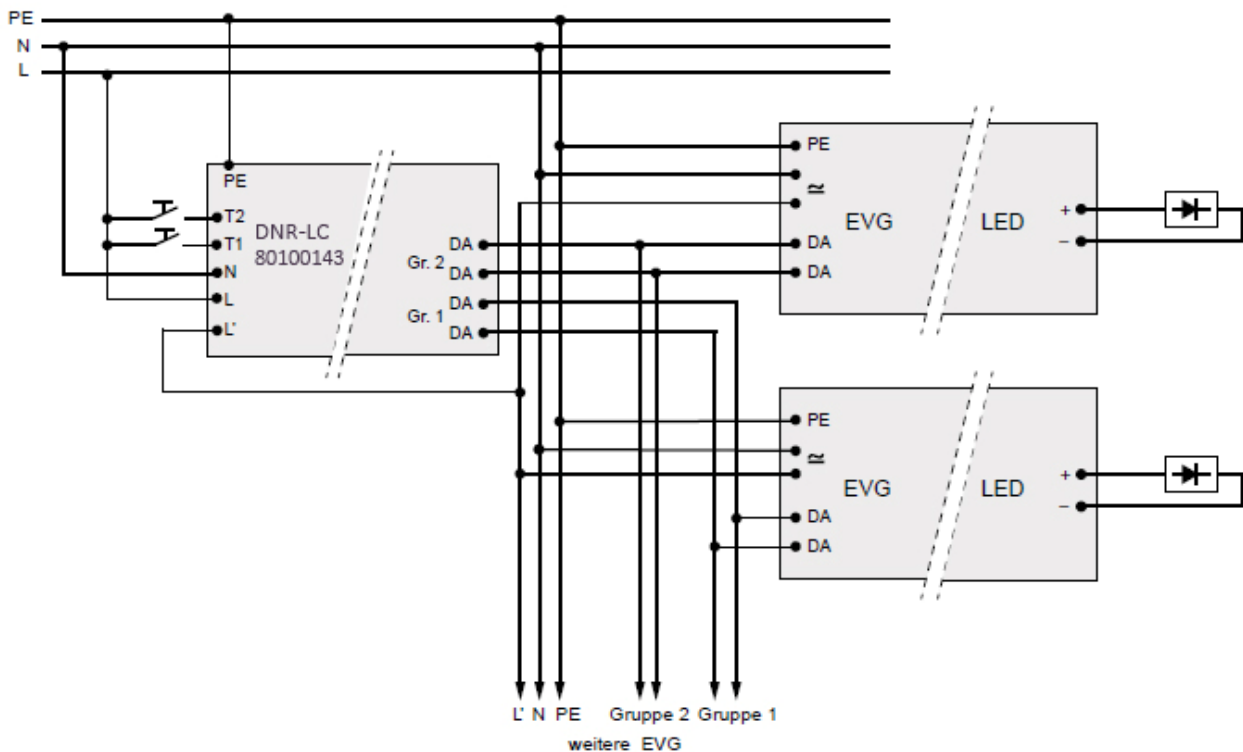 PE
N
L
PE
T2
T1
N
L
L'
DNR-LC
80100143
Gr. 2
Gr. 1
DA
DA
DA
DA
PE
≂
DA
DA
EVG
LED
+
–
PE
≂
DA
DA
EVG
LED
+
–
L' N PE Gruppe 2 Gruppe 1
weitere EVG